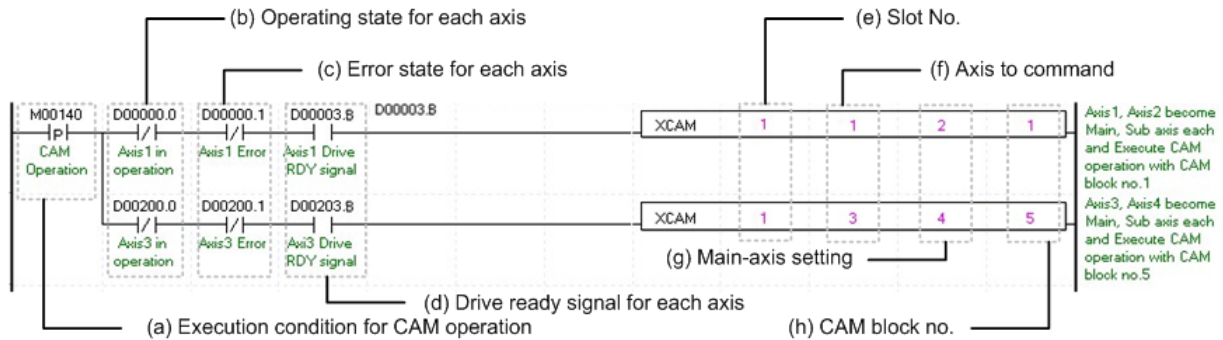 (b) Operating state for each axis
(e) Slot No.
(c) Error state for each axis
(f) Axis to command
M00140 D00000.0 D00000.1 D00003.B D00003.B
P
XCAM 1 1 2 1
CAM Operation
Axis1 in operation
Axis1 Error
Axis1 Drive RDY signal
Axis1, Axis2 become
Main, Sub axis each
and Execute CAM
operation with CAM
block no.1
D00200.0 D00200.1 D00203.B
XCAM 1 3 4 5
Axis3 in operation
Axis3 Error
Axi3 Drive RDY signal
Axis3, Axis4 become
Main, Sub axis each
and Execute CAM
operation with CAM
block no.5
(g) Main-axis setting
(d) Drive ready signal for each axis
(a) Execution condition for CAM operation
(h) CAM block no.